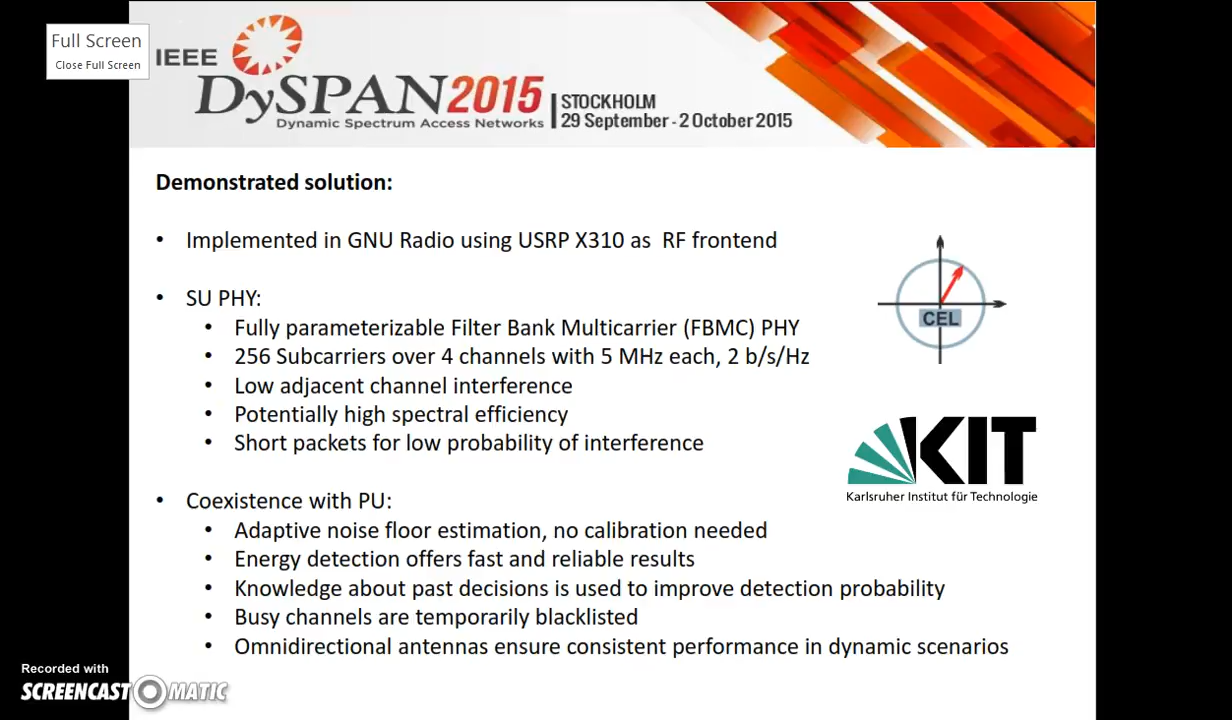 Full Screen
Close Full Screen
IEEE
DySPAN 2015
Dynamic Spectrum Access Networks
STOCKHOLM
29 September - 2 October 2015
Demonstrated solution:
• Implemented in GNU Radio using USRP X310 as RF frontend
• SU PHY:
• Fully parameterizable Filter Bank Multicarrier (FBMC) PHY
• 256 Subcarriers over 4 channels with 5 MHz each, 2 b/s/Hz
• Low adjacent channel interference
• Potentially high spectral efficiency
• Short packets for low probability of interference
CEL
KIT
Karlsruher Institut für Technologie
• Coexistence with PU:
• Adaptive noise floor estimation, no calibration needed
• Energy detection offers fast and reliable results
• Knowledge about past decisions is used to improve detection probability
• Busy channels are temporarily blacklisted
• Omnidirectional antennas ensure consistent performance in dynamic scenarios
Recorded with
SCREENCAST-O-MATIC